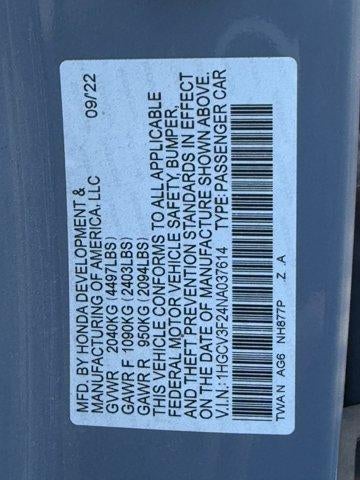 MFD. BY HONDA DEVELOPMENT &
MANUFACTURING OF AMERICA, LLC 09/'22
GVWR 2040KG (4497LBS)
GAWR F 1090KG (2403LBS)
GAWR R 950KG (2094LBS)
THIS VEHICLE CONFORMS TO ALL APPLICABLE
FEDERAL MOTOR VEHICLE SAFETY, BUMPER,
AND THEFT PREVENTION STANDARDS IN EFFECT
ON THE DATE OF MANUFACTURE SHOWN ABOVE.
V.I.N.: 1HGCV3F24NA037614 TYPE: PASSENGER CAR
TWA N AG6 NH877P Z A